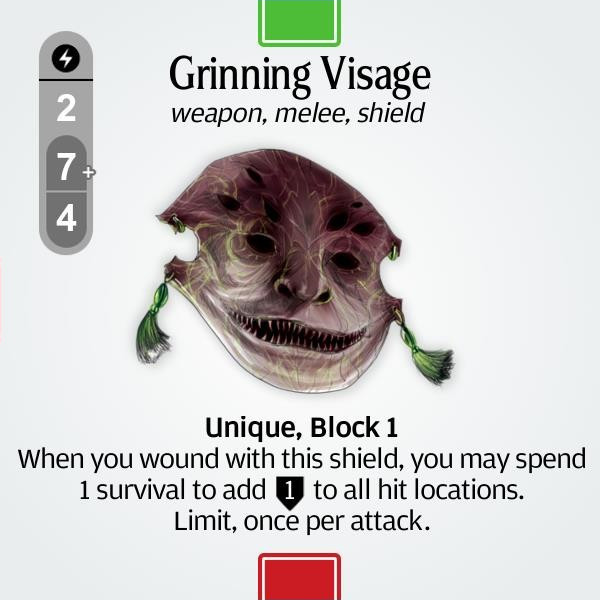 Grinning Visage
weapon, melee, shield
2
7+
4
Unique, Block 1
When you wound with this shield, you may spend
1 survival to add 1 to all hit locations.
Limit, once per attack.